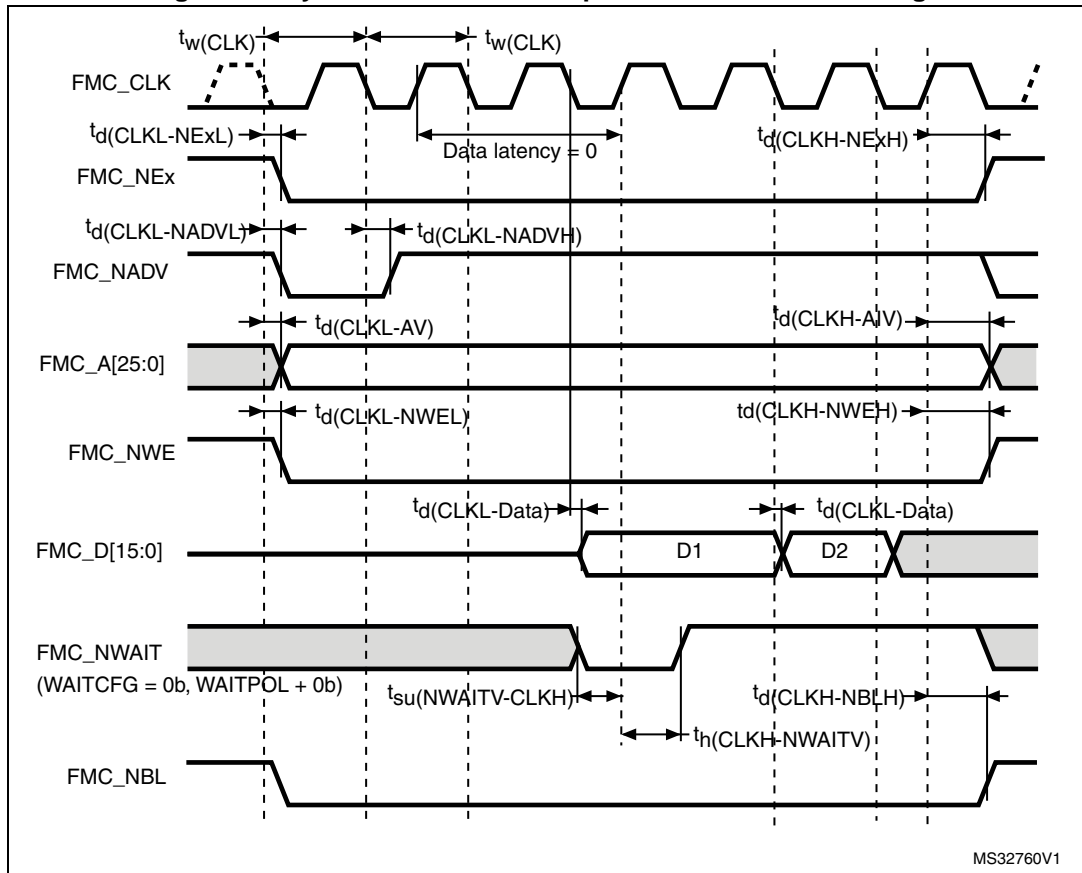 tw(CLK) tw(CLK)
FMC_CLK
td(CLKL-NExL) Data latency = 0 td(CLKH-NExH)
FMC_NEx
td(CLKL-NADVL) td(CLKL-NADVH)
FMC_NADV
td(CLKL-AV) td(CLKH-AIV)
FMC_A[25:0]
td(CLKL-NWEL) td(CLKH-NWEH)
FMC_NWE
td(CLKL-Data) td(CLKL-Data)
FMC_D[15:0] D1 D2
FMC_NWAIT
(WAITCFG = 0b, WAITPOL + 0b)
tsu(NWAITV-CLKH) td(CLKH-NBLH)
th(CLKH-NWAITV)
FMC_NBL
MS32760V1